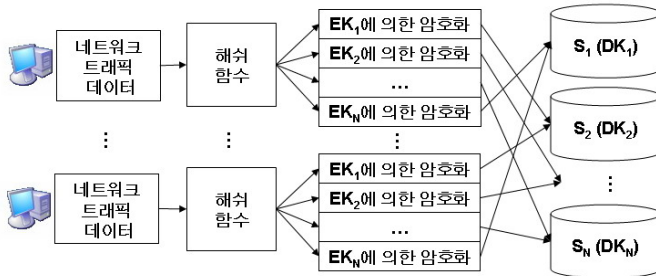 네트워크
트래픽
데이터
해쉬
함수
EK1에 의한 암호화
EK2에 의한 암호화
...
EKN에 의한 암호화
S1 (DK1)
S2 (DK2)
⋮
SN (DKN)
⋮
⋮
⋮
네트워크
트래픽
데이터
해쉬
함수
EK1에 의한 암호화
EK2에 의한 암호화
...
EKN에 의한 암호화